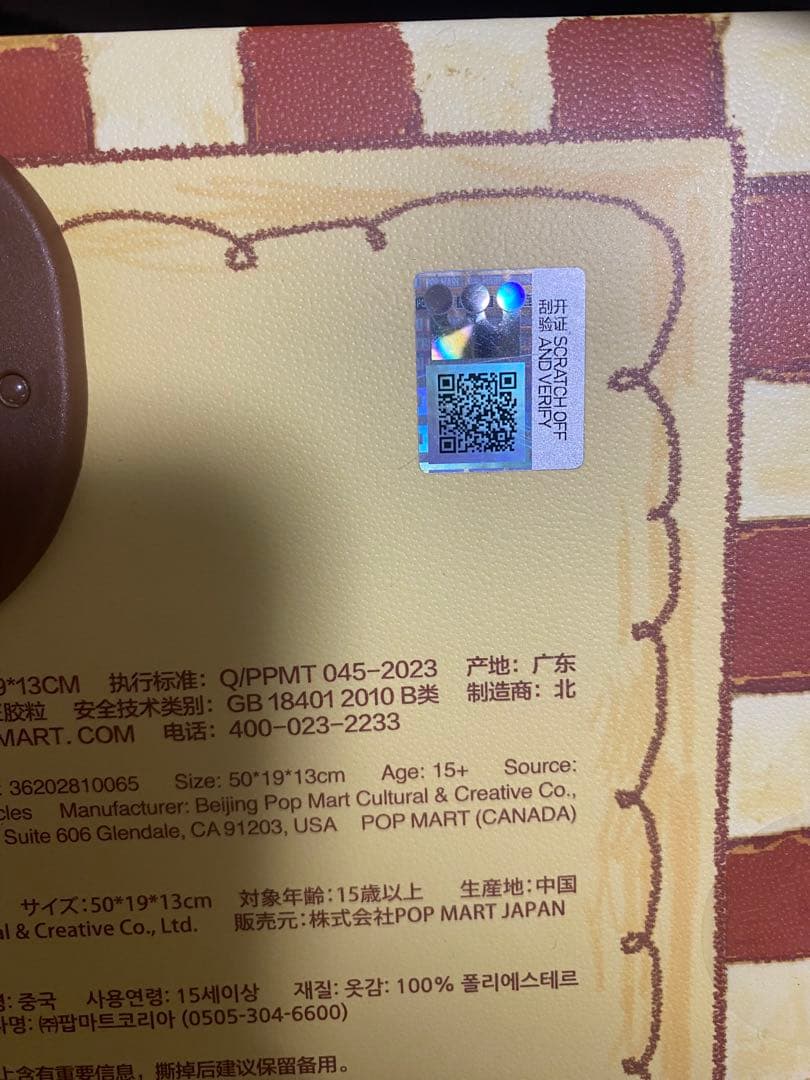 开证 SCRATCH OFF
刮验 AND VERIFY
9*13CM 执行标准：Q/PPMT 045-2023 产地：广东
胶粒 安全技术类别：GB 18401 2010 B类 制造商：北
MART.COM 电话：400-023-2233
: 36202810065 Size: 50*19*13cm Age: 15+ Source:
cles Manufacturer: Beijing Pop Mart Cultural & Creative Co.,
Suite 606 Glendale, CA 91203, USA POP MART (CANADA)
サイズ:50*19*13cm 対象年齢:15歳以上 生産地:中国
al & Creative Co., Ltd. 販売元:株式会社POP MART JAPAN
명: 중국 사용연령: 15세이상 재질: 옷감: 100% 폴리에스테르
명: ㈜팝마트코리아 (0505-304-6600)
上含有重要信息，撕掉后建议保留备用。